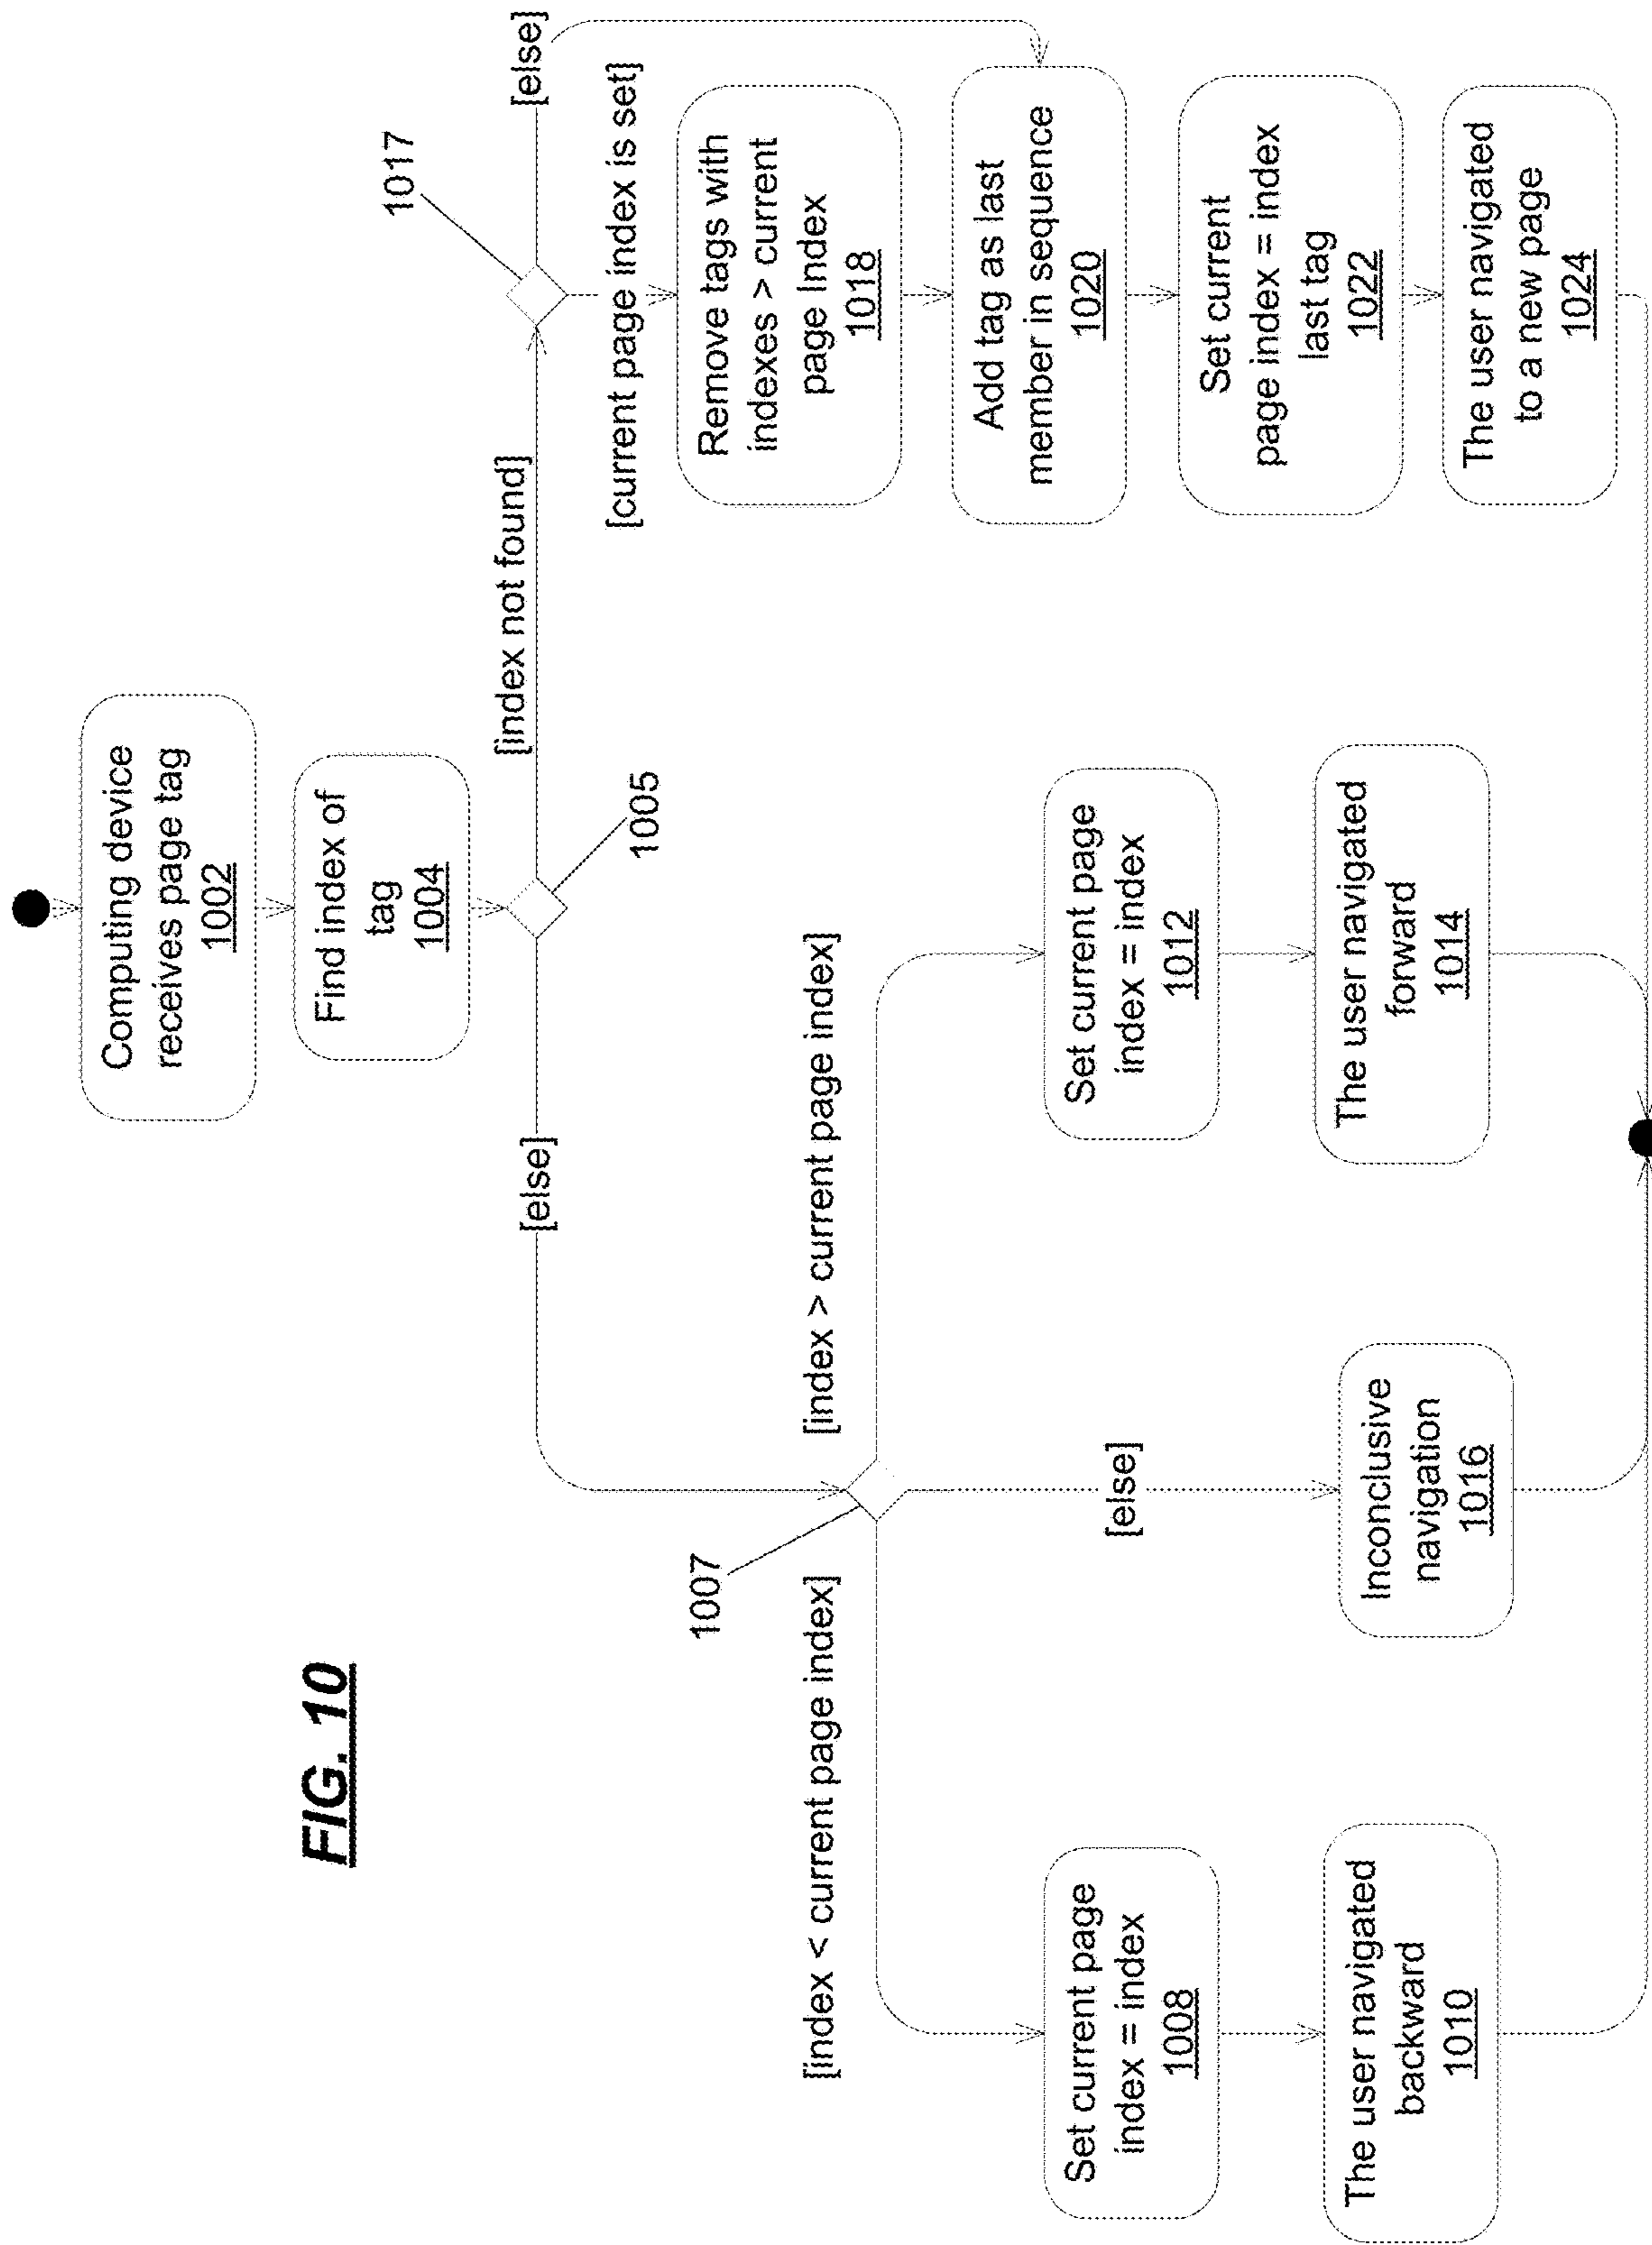 FIG. 10
Computing device
receives page tag
1002
Find index of
tag
1004
1005
[index not found]
[else]
1017
[else]
[current page index is set]
Remove tags with
indexes > current
page Index
1018
Add tag as last
member in sequence
1020
Set current
page index = index
last tag
1022
The user navigated
to a new page
1024
1007
[index < current page index]
[index > current page index]
[else]
Set current page
index = index
1008
The user navigated
backward
1010
Inconclusive
navigation
1016
Set current page
index = index
1012
The user navigated
forward
1014